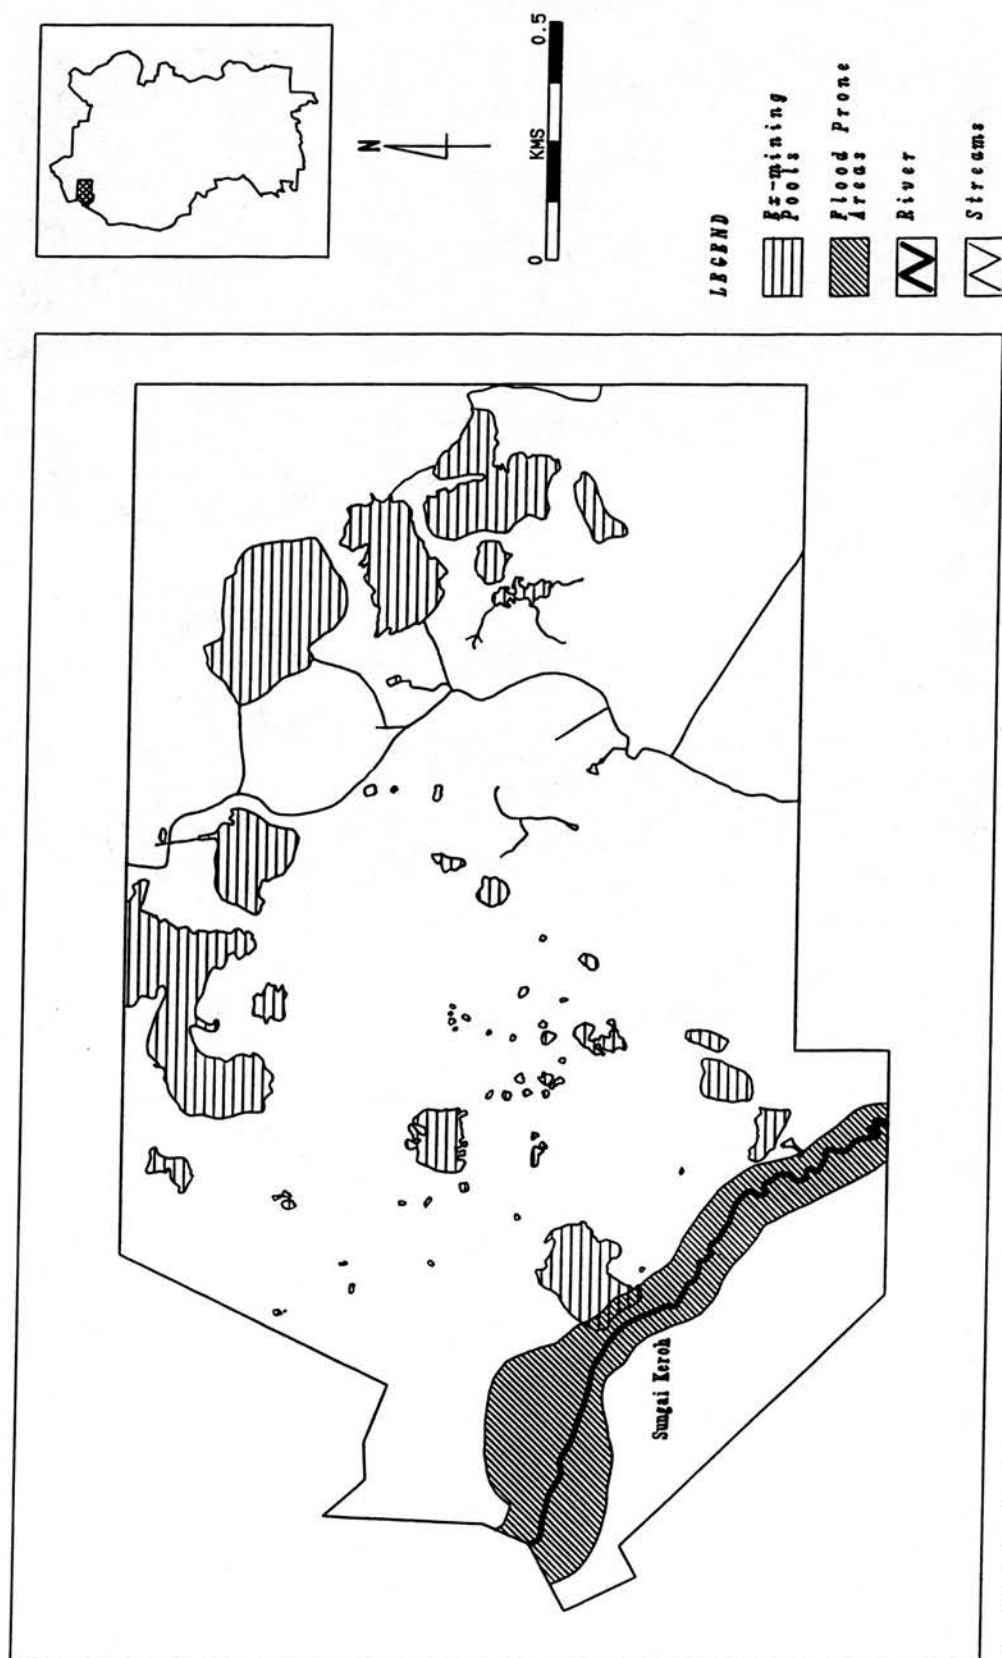 N
0 KMS 0.5
LEGEND
Ex-mining
Pools
Flood Prone
Areas
River
Streams
Sungai Keroh